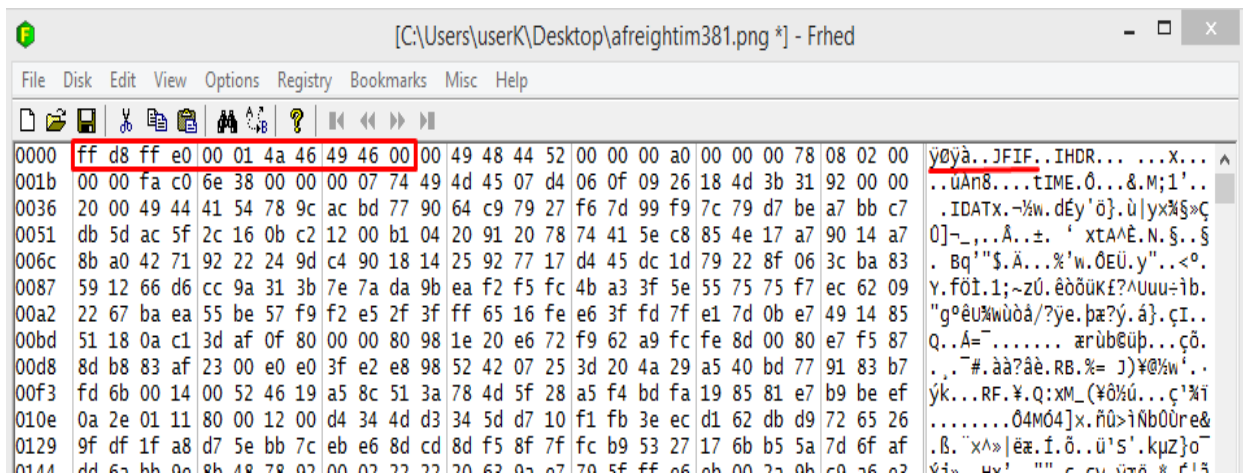 [C:\Users\userK\Desktop\afreightim381.png *] - Frhed
File Disk Edit View Options Registry Bookmarks Misc Help
0000 ff d8 ff e0 00 01 4a 46 49 46 00 00 49 48 44 52 00 00 00 a0 00 00 00 78 08 02 00 ÿØÿà..JFIF..IHDR... ...x...
001b 00 00 fa c0 6e 38 00 00 00 07 74 49 4d 45 07 d4 06 0f 09 26 18 4d 3b 31 92 00 00 ..úÀn8....tIME.Ô...&.M;1'..
0036 20 00 49 44 41 54 78 9c ac bd 77 90 64 c9 79 27 f6 7d 99 f9 7c 79 d7 be a7 bb c7 .IDATx.¬½w.dÉy'ö}.ù|y×¾§»Ç
0051 db 5d ac 5f 2c 16 0b c2 12 00 b1 04 20 91 20 78 74 41 5e c8 85 4e 17 a7 90 14 a7
006c 8b a0 42 71 92 22 24 9d c4 90 18 14 25 92 77 17 d4 45 dc 1d 79 22 8f 06 3c ba 83
0087 59 12 66 d6 cc 9a 31 3b 7e 7a da 9b ea f2 f5 fc 4b a3 3f 5e 55 75 75 f7 ec 62 09
00a2 22 67 ba ea 55 be 57 f9 f2 e5 2f 3f ff 65 16 fe e6 3f fd 7f e1 7d 0b e7 49 14 85
00bd 51 18 0a c1 3d af 0f 80 00 00 80 98 1e 20 e6 72 f9 62 a9 fc fe 8d 00 80 e7 f5 87
00d8 8d b8 83 af 23 00 e0 e0 3f e2 e8 98 52 42 07 25 3d 20 4a 29 a5 40 bd 77 91 83 b7
00f3 fd 6b 00 14 00 52 46 19 a5 8c 51 3a 78 4d 5f 28 a5 f4 bd fa 19 85 81 e7 b9 be ef
010e 0a 2e 01 11 80 00 12 00 d4 34 4d d3 34 5d d7 10 f1 fb 3e ec d1 62 db d9 72 65 26
0129 9f df 1f a8 d7 5e bb 7c eb e6 8d cd 8d f5 8f 7f fc b9 53 27 17 6b b5 5a 7d 6f af